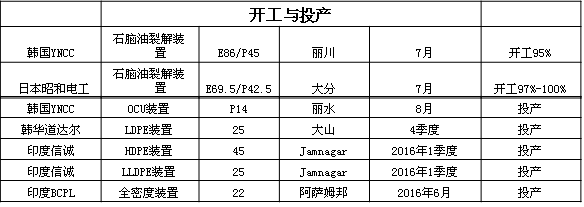 开工与投产
韩国YNCC 石脑油裂解装置 E86/P45 丽川 7月 开工95%
日本昭和电工 石脑油裂解装置 E69.5/P42.5 大分 7月 开工97%-100%
韩国YNCC OCU装置 P14 丽水 8月 投产
韩华道达尔 LDPE装置 25 大山 4季度 投产
印度信诚 HDPE装置 45 Jamnagar 2016年1季度 投产
印度信诚 LLDPE装置 25 Jamnagar 2016年1季度 投产
印度BCPL 全密度装置 22 阿萨姆邦 2016年6月 投产